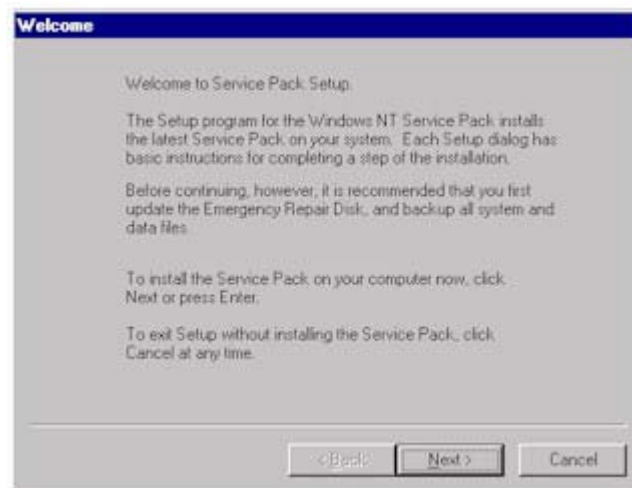 Welcome
Welcome to Service Pack Setup.
The Setup program for the Windows NT Service Pack installs
the latest Service Pack on your system. Each Setup dialog has
basic instructions for completing a step of the installation.
Before continuing, however, it is recommended that you first
update the Emergency Repair Disk, and backup all system and
data files.
To install the Service Pack on your computer now, click
Next or press Enter.
To exit Setup without installing the Service Pack, click
Cancel at any time.
< Back Next > Cancel